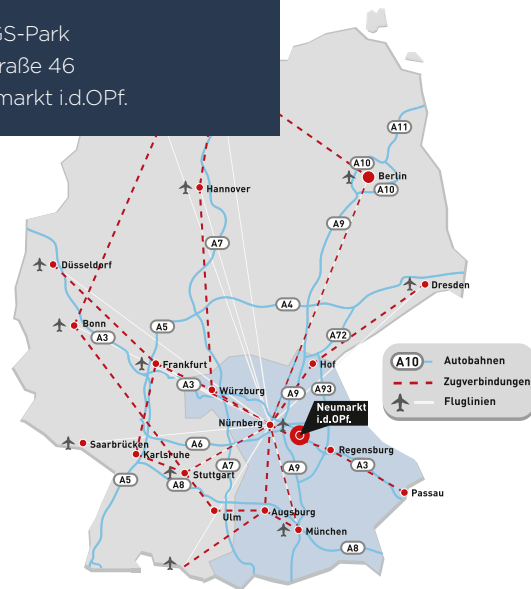 GS-Park
raße 46
markt i.d.OPf.
A11
A10
Berlin
A10
Hannover
A9
A7
Düsseldorf
Dresden
A4
Bonn
A5
A3
A72
Frankfurt
Hof
A10
Autobahnen
A3
A93
Zugverbindungen
Würzburg
A9
Fluglinien
Neumarkt
i.d.OPf.
Nürnberg
Saarbrücken
A6
Karlsruhe
Regensburg
A7
A9
A3
A5
Stuttgart
A8
Passau
Ulm
Augsburg
München
A8